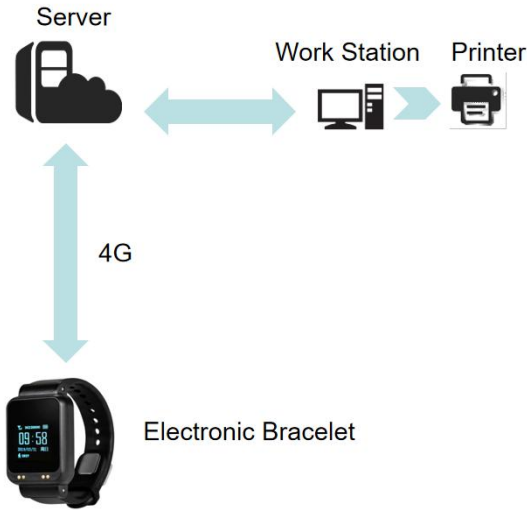 Server
Work Station
Printer
4G
Electronic Bracelet
09:58